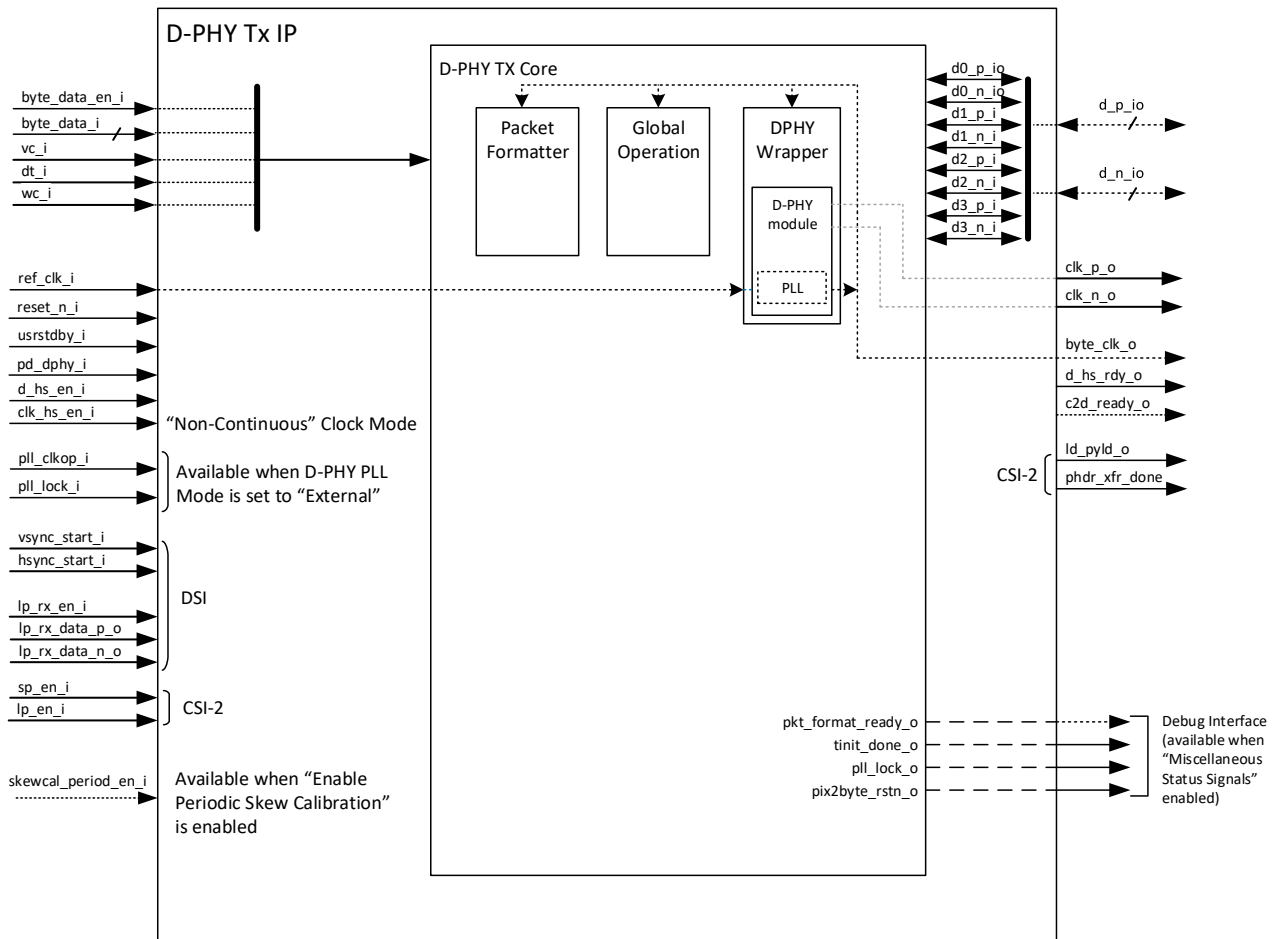 D-PHY Tx IP
byte_data_en_i
byte_data_i
vc_i
dt_i
wc_i
ref_clk_i
reset_n_i
usrstdby_i
pd_dphy_i
d_hs_en_i
clk_hs_en_i
“Non-Continuous” Clock Mode
pll_clkop_i
pll_lock_i
Available when D-PHY PLL
Mode is set to “External”
vsync_start_i
hsync_start_i
lp_rx_en_i
lp_rx_data_p_o
lp_rx_data_n_o
DSI
sp_en_i
lp_en_i
CSI-2
skewcal_period_en_i
Available when “Enable
Periodic Skew Calibration”
is enabled
D-PHY TX Core
Packet
Formatter
Global
Operation
DPHY
Wrapper
D-PHY
module
PLL
d0_p_io
d0_n_io
d1_p_i
d1_n_i
d2_p_i
d2_n_i
d3_p_i
d3_n_i
d_p_io
d_n_io
clk_p_o
clk_n_o
byte_clk_o
d_hs_rdy_o
c2d_ready_o
CSI-2
ld_pyld_o
phdr_xfr_done
pkt_format_ready_o
tinit_done_o
pll_lock_o
pix2byte_rstn_o
Debug Interface
(available when
“Miscellaneous
Status Signals”
enabled)